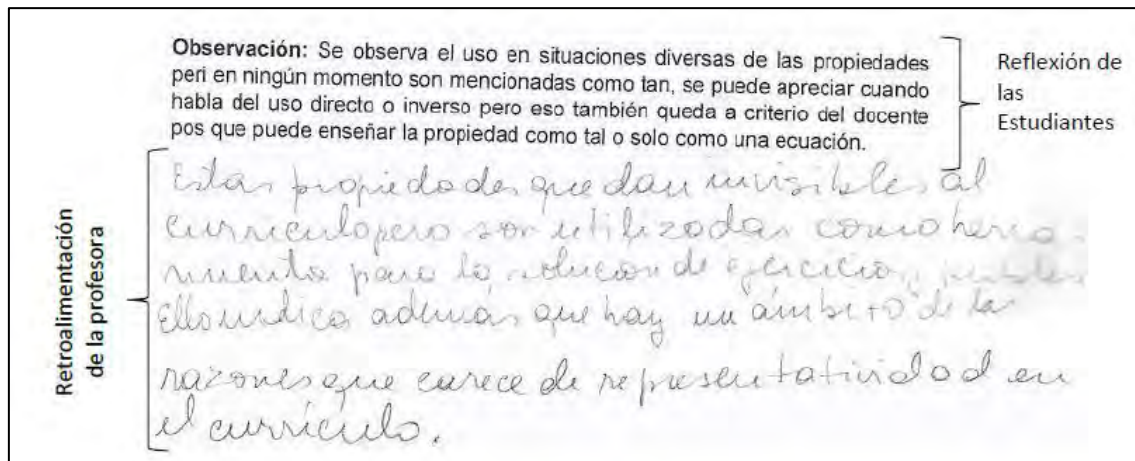 Observación: Se observa el uso en situaciones diversas de las propiedades
peri en ningún momento son mencionadas como tan, se puede apreciar cuando
habla del uso directo o inverso pero eso también queda a criterio del docente
pos que puede enseñar la propiedad como tal o solo como una ecuación.
Reflexión de
las
Estudiantes
Retroalimentación
de la profesora
Estas propiedades quedan invisibles al
currículo pero son utilizadas como herra-
mienta para la solución de ejercicios
Ello indica además que hay un ámbito de las
razones que carece de representatividad en
el currículo.